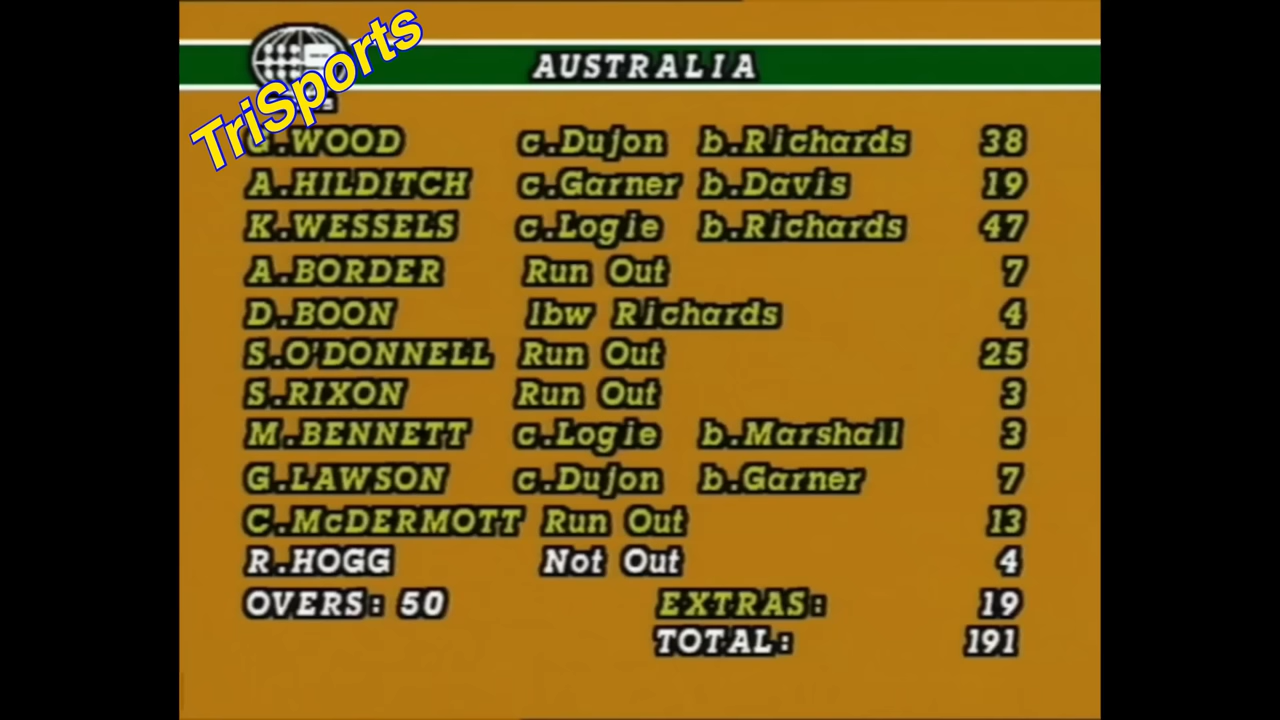 TriSports
AUSTRALIA
G.WOOD c.Dujon b.Richards 38
A.HILDITCH c.Garner b.Davis 19
K.WESSELS c.Logie b.Richards 47
A.BORDER Run Out 7
D.BOON lbw Richards 4
S.O'DONNELL Run Out 25
S.RIXON Run Out 3
M.BENNETT c.Logie b.Marshall 3
G.LAWSON c.Dujon b.Garner 7
C.McDERMOTT Run Out 13
R.HOGG Not Out 4
OVERS: 50 EXTRAS: 19
TOTAL: 191